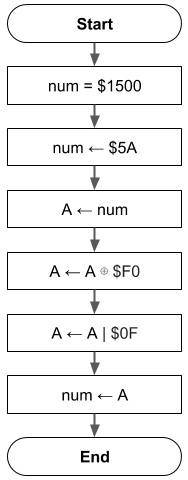 Start
num = $1500
num ← $5A
A ← num
A ← A ⊕ $F0
A ← A | $0F
num ← A
End